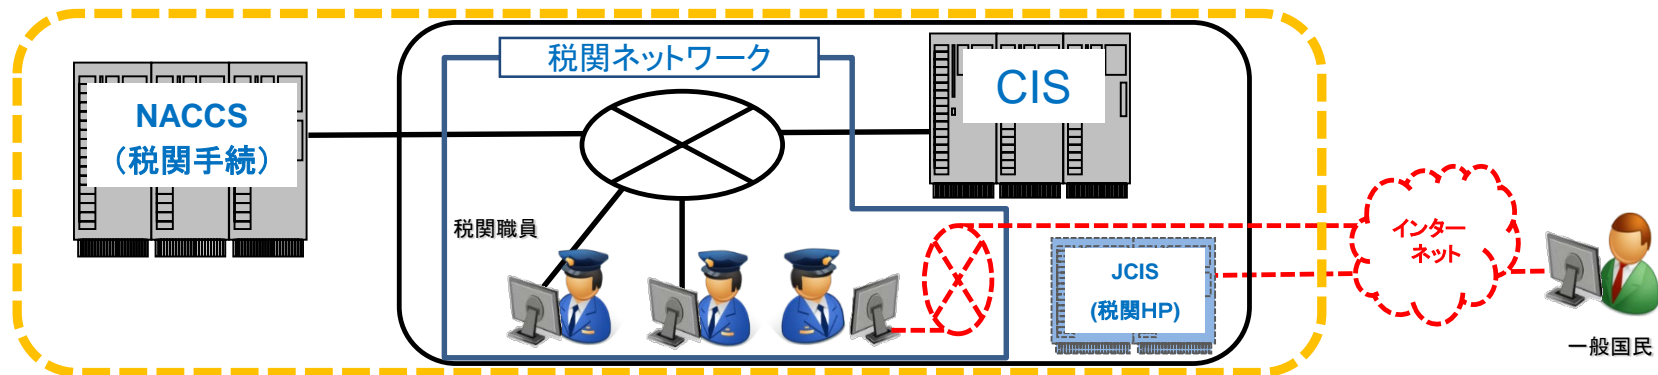 税関ネットワーク
CIS
NACCS
（税関手続）
税関職員
インター
ネット
JCIS
(税関HP)
一般国民